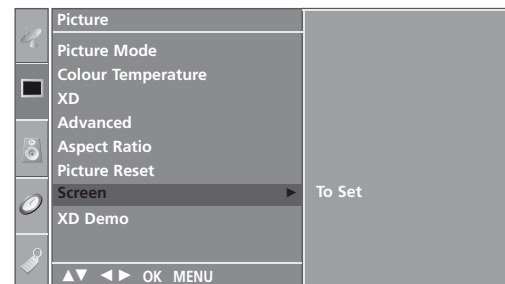 Picture
Picture Mode
Colour Temperature
XD
Advanced
Aspect Ratio
Picture Reset
Screen ► To Set
XD Demo
▲▼ ◄► OK MENU